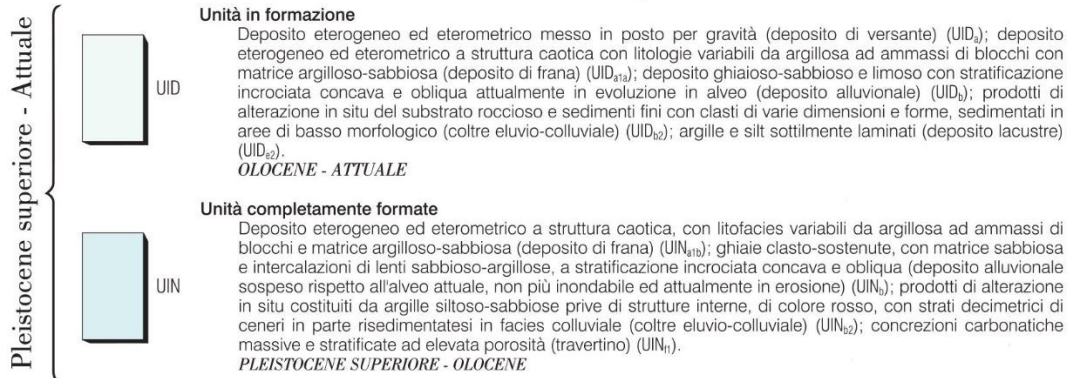 Pleistocene superiore - Attuale
UID
Unità in formazione
Deposito eterogeneo ed eterometrico messo in posto per gravità (deposito di versante) (UIDa); deposito
eterogeneo ed eterometrico a struttura caotica con litologie variabili da argillosa ad ammassi di blocchi con
matrice argilloso-sabbiosa (deposito di frana) (UIDa1a); deposito ghiaioso-sabbioso e limoso con stratificazione
incrociata concava e obliqua attualmente in evoluzione in alveo (deposito alluvionale) (UIDb); prodotti di
alterazione in situ del substrato roccioso e sedimenti fini con clasti di varie dimensioni e forme, sedimentati in
aree di basso morfologico (coltre eluvio-colluviale) (UIDb2); argille e silt sottilmente laminati (deposito lacustre)
(UIDe2).
OLOCENE - ATTUALE
UIN
Unità completamente formate
Deposito eterogeneo ed eterometrico a struttura caotica, con litofacies variabili da argillosa ad ammassi di
blocchi e matrice argilloso-sabbiosa (deposito di frana) (UINa1b); ghiaie clasto-sostenute, con matrice sabbiosa
e intercalazioni di lenti sabbioso-argillose, a stratificazione incrociata concava e obliqua (deposito alluvionale
sospeso rispetto all'alveo attuale, non più inondabile ed attualmente in erosione) (UINb); prodotti di alterazione
in situ costituiti da argille siltoso-sabbiose prive di strutture interne, di colore rosso, con strati decimetrici di
ceneri in parte risedimentatesi in facies colluviale (coltre eluvio-colluviale) (UINb2); concrezioni carbonatiche
massive e stratificate ad elevata porosità (travertino) (UINf1).
PLEISTOCENE SUPERIORE - OLOCENE